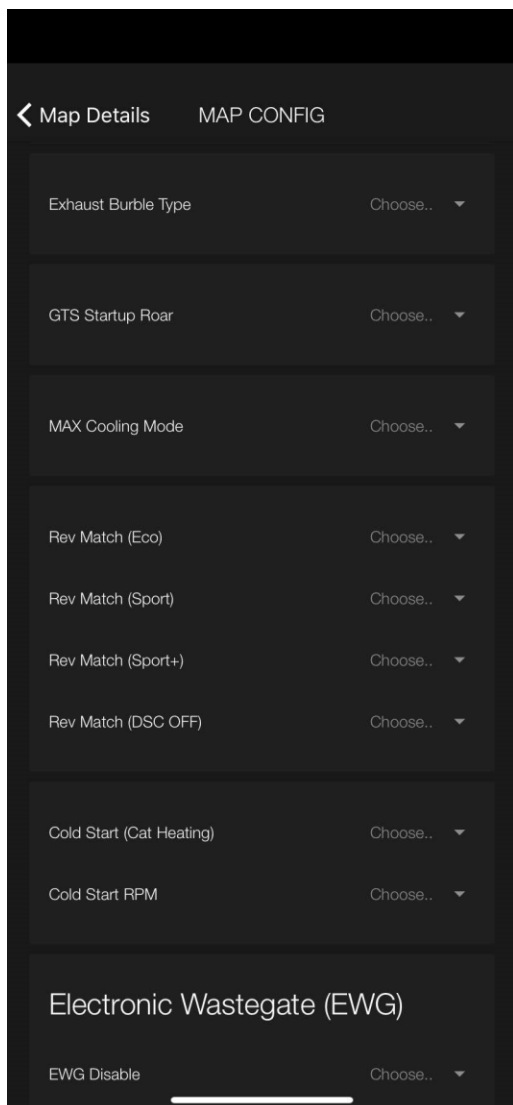 Map Details MAP CONFIG
Exhaust Burble Type Choose..
GTS Startup Roar Choose..
MAX Cooling Mode Choose..
Rev Match (Eco) Choose..
Rev Match (Sport) Choose..
Rev Match (Sport+) Choose..
Rev Match (DSC OFF) Choose..
Cold Start (Cat Heating) Choose..
Cold Start RPM Choose..
Electronic Wastegate (EWG)
EWG Disable Choose..